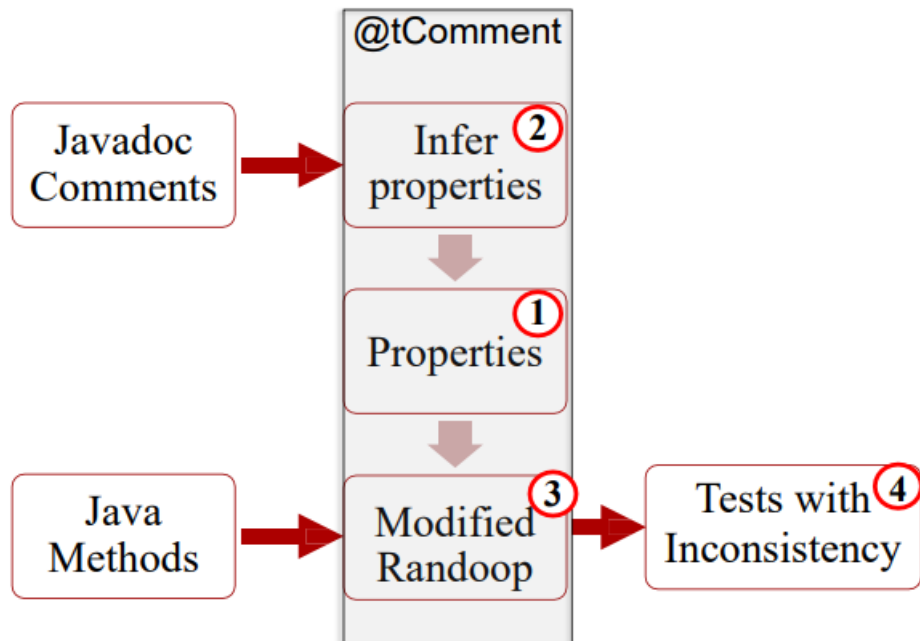 @tComment
Javadoc
Comments
Infer
properties
2
Properties
1
Java
Methods
Modified
Randoop
3
Tests with
Inconsistency
4